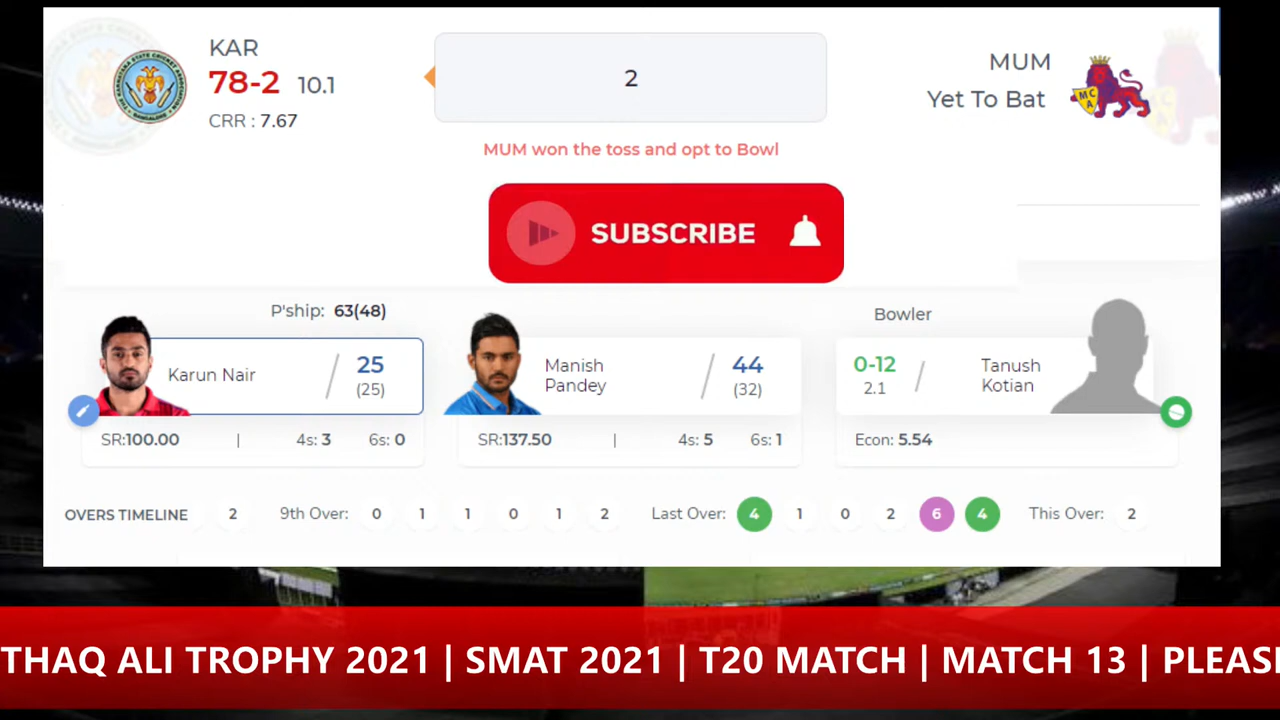 KAR
78-2 10.1
CRR : 7.67
2
MUM
Yet To Bat
MCA
MUM won the toss and opt to Bowl
SUBSCRIBE
P'ship: 63(48)
Karun Nair / 25 (25)
SR:100.00 | 4s: 3 6s: 0
Manish Pandey / 44 (32)
SR:137.50 | 4s: 5 6s: 1
Bowler
0-12 2.1 / Tanush Kotian
Econ: 5.54
OVERS TIMELINE 2 9th Over: 0 1 1 0 1 2 Last Over: 4 1 0 2 6 4 This Over: 2
THAQ ALI TROPHY 2021 | SMAT 2021 | T20 MATCH | MATCH 13 | PLEAS